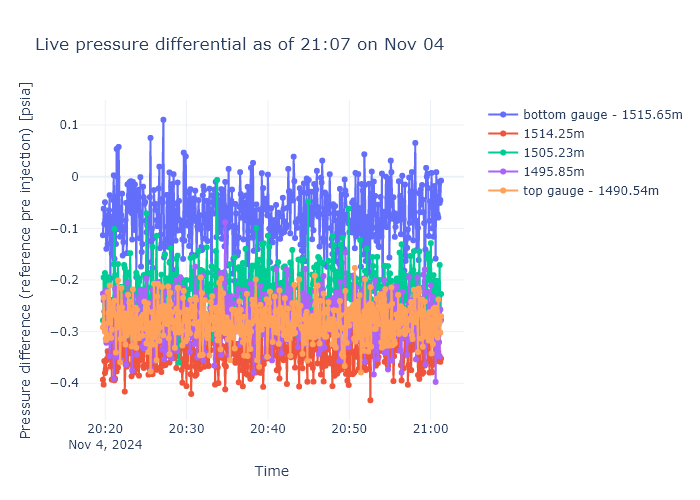 Live pressure differential as of 21:07 on Nov 04
Pressure difference (reference pre injection) [psia]
0.1
0
−0.1
−0.2
−0.3
−0.4
20:20
Nov 4, 2024
20:30
20:40
20:50
21:00
Time
bottom gauge - 1515.65m
1514.25m
1505.23m
1495.85m
top gauge - 1490.54m